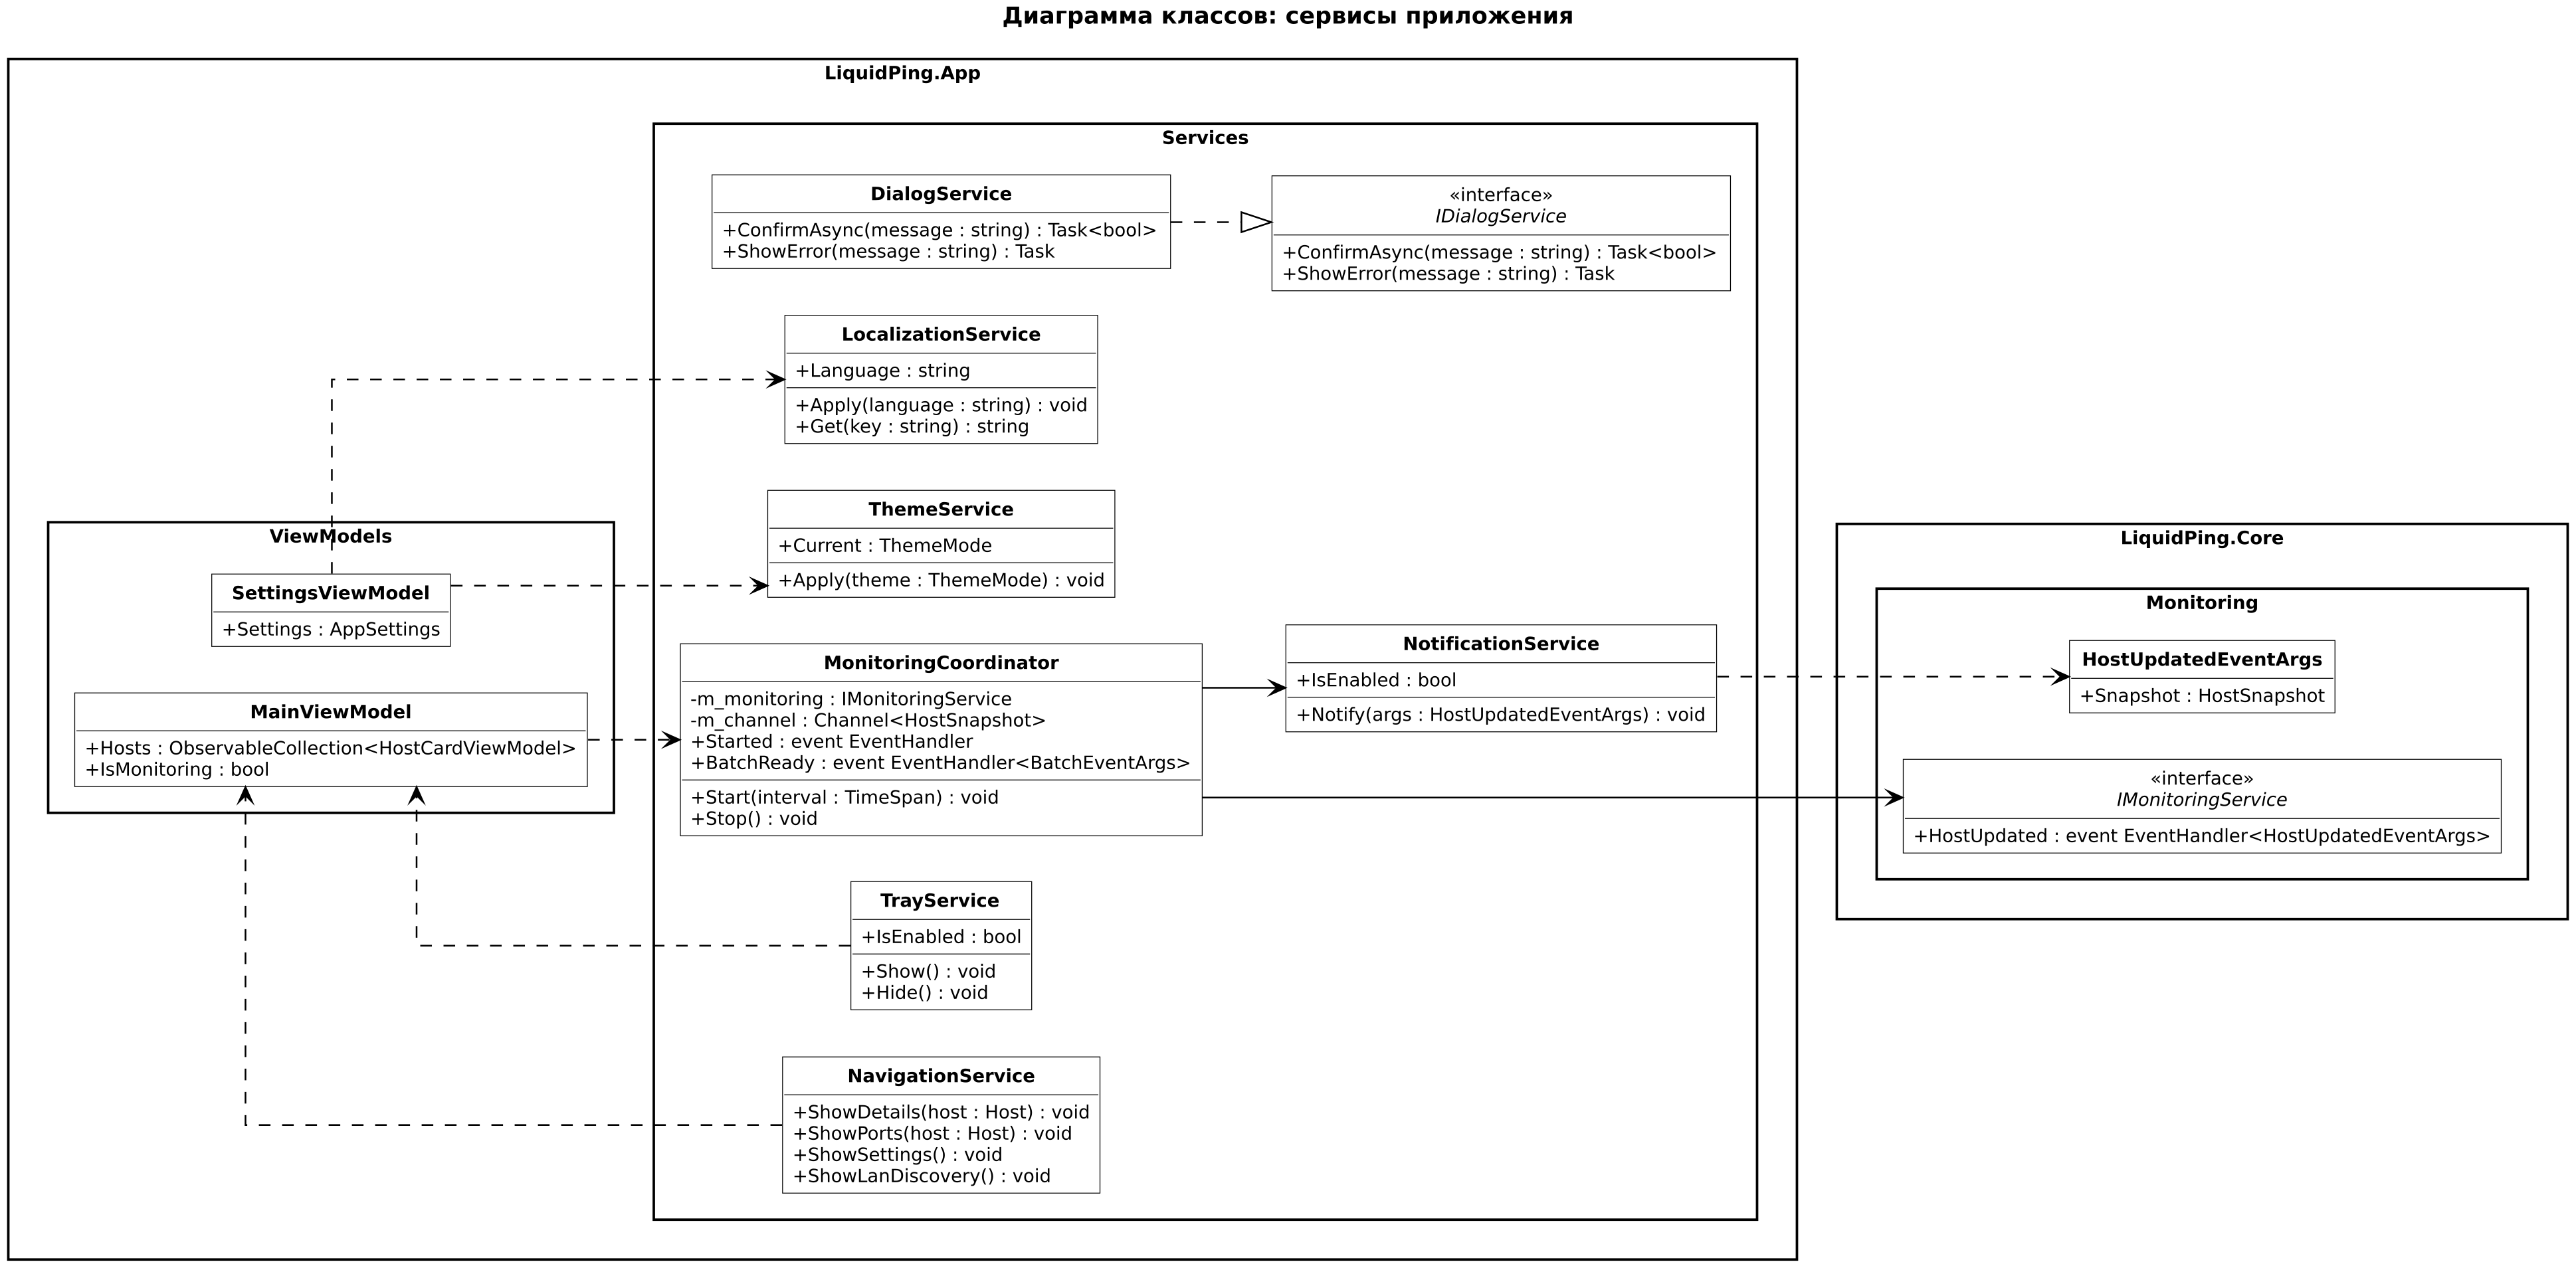 Диаграмма классов: сервисы приложения
LiquidPing.App
Services
DialogService
+ConfirmAsync(message : string) : Task<bool>
+ShowError(message : string) : Task
«interface»
IDialogService
+ConfirmAsync(message : string) : Task<bool>
+ShowError(message : string) : Task
LocalizationService
+Language : string
+Apply(language : string) : void
+Get(key : string) : string
ThemeService
+Current : ThemeMode
+Apply(theme : ThemeMode) : void
ViewModels
SettingsViewModel
+Settings : AppSettings
MainViewModel
+Hosts : ObservableCollection<HostCardViewModel>
+IsMonitoring : bool
MonitoringCoordinator
-m_monitoring : IMonitoringService
-m_channel : Channel<HostSnapshot>
+Started : event EventHandler
+BatchReady : event EventHandler<BatchEventArgs>
+Start(interval : TimeSpan) : void
+Stop() : void
NotificationService
+IsEnabled : bool
+Notify(args : HostUpdatedEventArgs) : void
TrayService
+IsEnabled : bool
+Show() : void
+Hide() : void
NavigationService
+ShowDetails(host : Host) : void
+ShowPorts(host : Host) : void
+ShowSettings() : void
+ShowLanDiscovery() : void
LiquidPing.Core
Monitoring
HostUpdatedEventArgs
+Snapshot : HostSnapshot
«interface»
IMonitoringService
+HostUpdated : event EventHandler<HostUpdatedEventArgs>